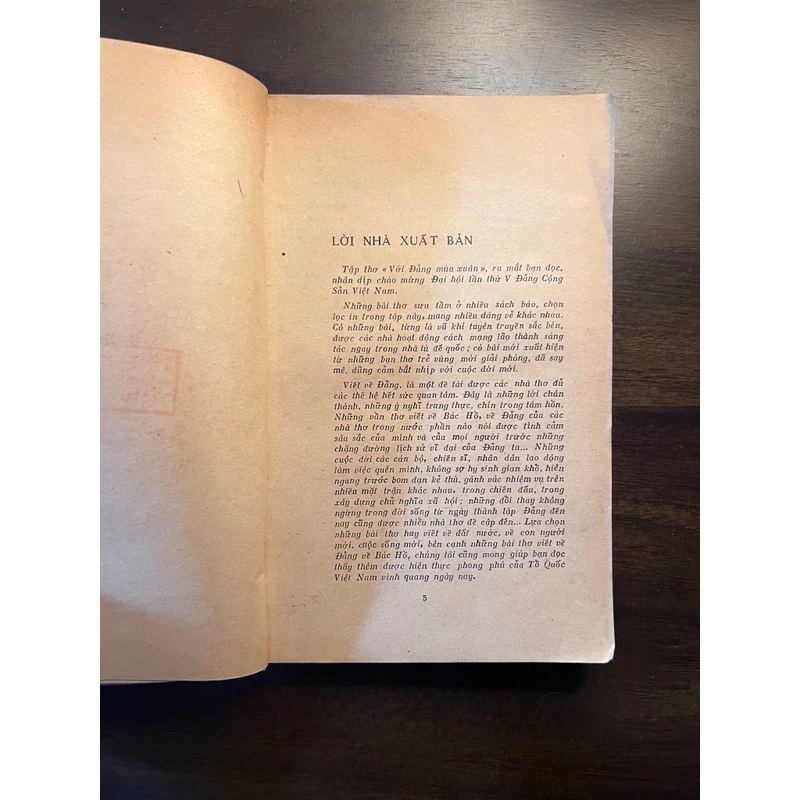 LỜI NHÀ XUẤT BẢN
Tập thơ «Với Đảng mùa xuân», ra mắt bạn đọc,
nhân dịp chào mừng Đại hội lần thứ V Đảng Cộng
Sản Việt Nam.
Những bài thơ sưu tầm ở nhiều sách báo, chọn
lọc in trong tập này, mang nhiều dáng vẻ khác nhau.
Có những bài, từng là vũ khí tuyên truyền sắc bén,
được các nhà hoạt động cách mạng lão thành sáng
tác ngay trong nhà tù đế quốc; có bài mới xuất hiện
từ những bạn thơ trẻ vùng mới giải phóng, đã say
mê, dũng cảm bắt nhịp với cuộc đời mới.
Viết về Đảng, là một đề tài được các nhà thơ đủ
các thế hệ hết sức quan tâm. Đây là những lời chân
thành, những ý nghĩ trung thực, chín trong tâm hồn.
Những vần thơ viết về Bác Hồ, về Đảng của các
nhà thơ trong nước phần nào nói được tình cảm
sâu sắc của mình và của mọi người trước những
chặng đường lịch sử vĩ đại của Đảng ta... Những
cuộc đời các cán bộ, chiến sĩ, nhân dân lao động
làm việc quên mình, không sợ hy sinh gian khổ, hiên
ngang trước bom đạn kẻ thù, gánh vác nhiệm vụ trên
nhiều mặt trận khác nhau, trong chiến đấu, trong
xây dựng chủ nghĩa xã hội; những đổi thay không
ngừng trong đời sống từ ngày thành lập Đảng đến
nay cũng được nhiều nhà thơ đề cập đến... Lựa chọn
những bài thơ hay viết về đất nước, về con người
mới, cuộc sống mới, bên cạnh những bài thơ viết về
Đảng về Bác Hồ, chúng tôi cũng mong giúp bạn đọc
thấy thêm được hiện thực phong phú của Tổ Quốc
Việt Nam vinh quang ngày nay.
5